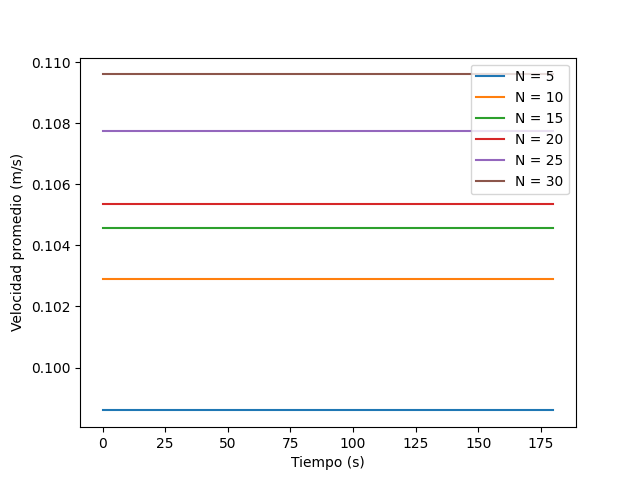 0.110
0.108
0.106
0.104
0.102
0.100
Velocidad promedio (m/s)
0 25 50 75 100 125 150 175
Tiempo (s)
N = 5
N = 10
N = 15
N = 20
N = 25
N = 30